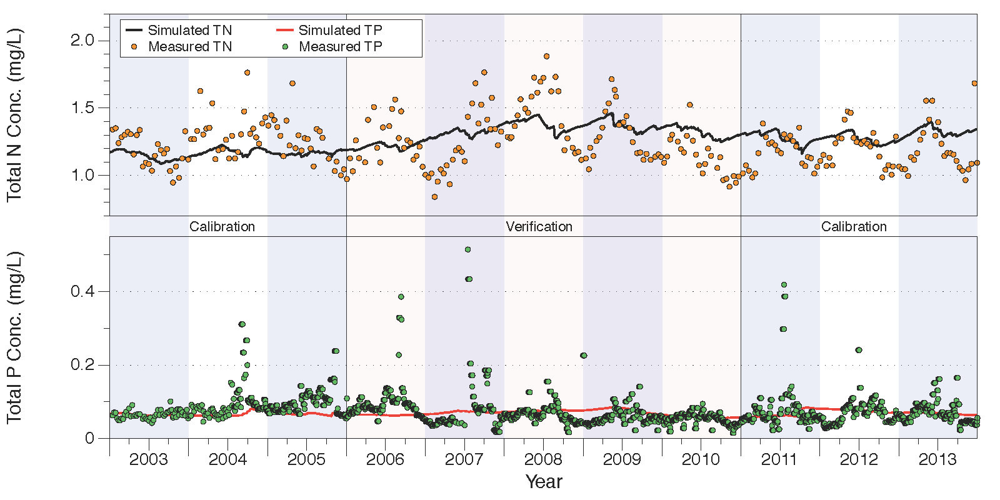 Total N Conc. (mg/L)
2.0
1.5
1.0
Simulated TN
Simulated TP
Measured TN
Measured TP
Calibration
Verification
Calibration
Total P Conc. (mg/L)
0.4
0.2
0
2003 2004 2005 2006 2007 2008 2009 2010 2011 2012 2013
Year